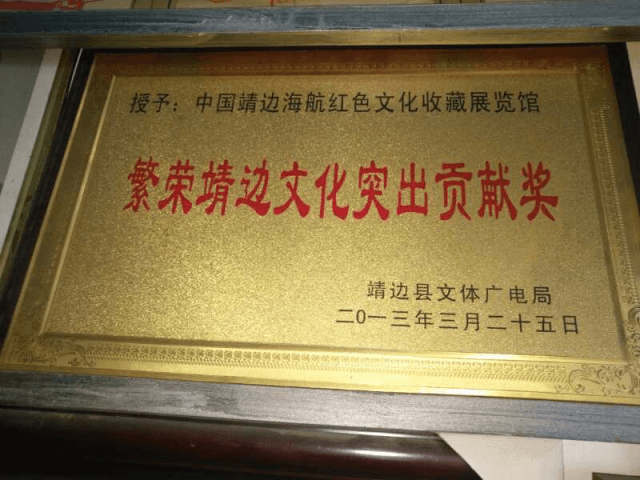 授予：中国靖边海航红色文化收藏展览馆
繁荣靖边文化突出贡献奖
靖边县文体广电局
二0一三年三月二十五日